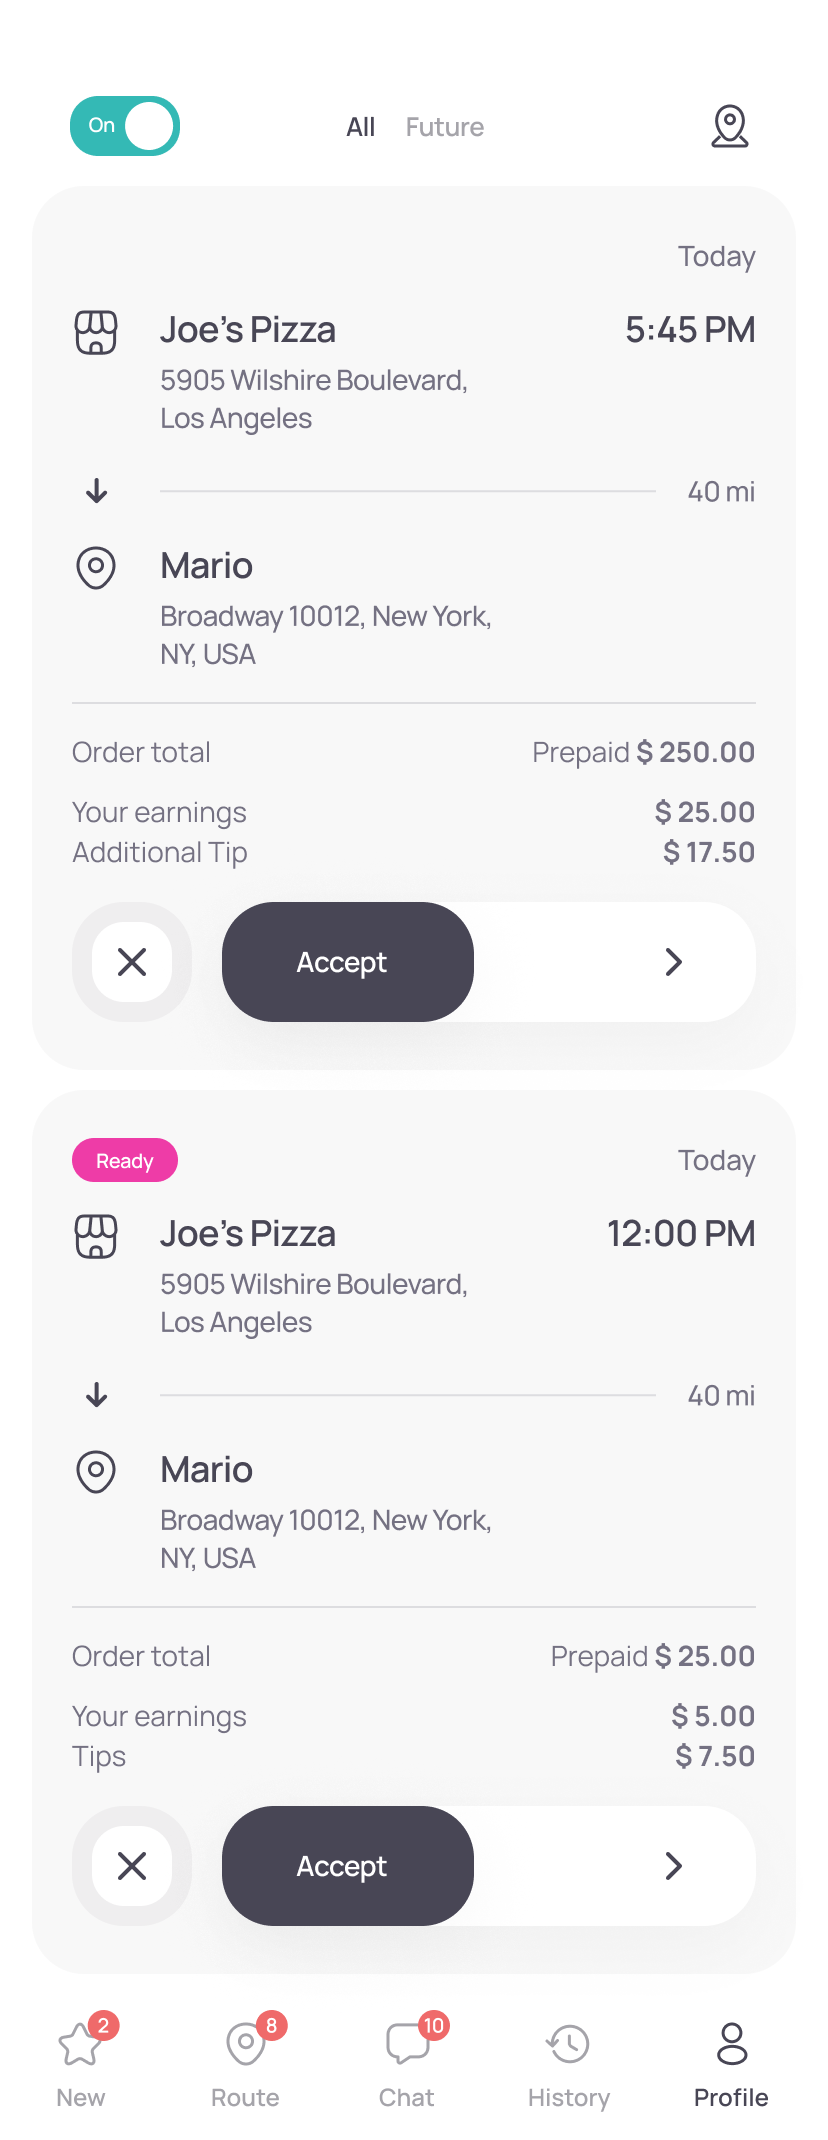 On
All Future
Today
Joe’s Pizza 5:45 PM
5905 Wilshire Boulevard,
Los Angeles
40 mi
Mario
Broadway 10012, New York,
NY, USA
Order total Prepaid $ 250.00
Your earnings $ 25.00
Additional Tip $ 17.50
Accept
Ready Today
Joe’s Pizza 12:00 PM
5905 Wilshire Boulevard,
Los Angeles
40 mi
Mario
Broadway 10012, New York,
NY, USA
Order total Prepaid $ 25.00
Your earnings $ 5.00
Tips $ 7.50
Accept
2 8 10
New Route Chat History Profile